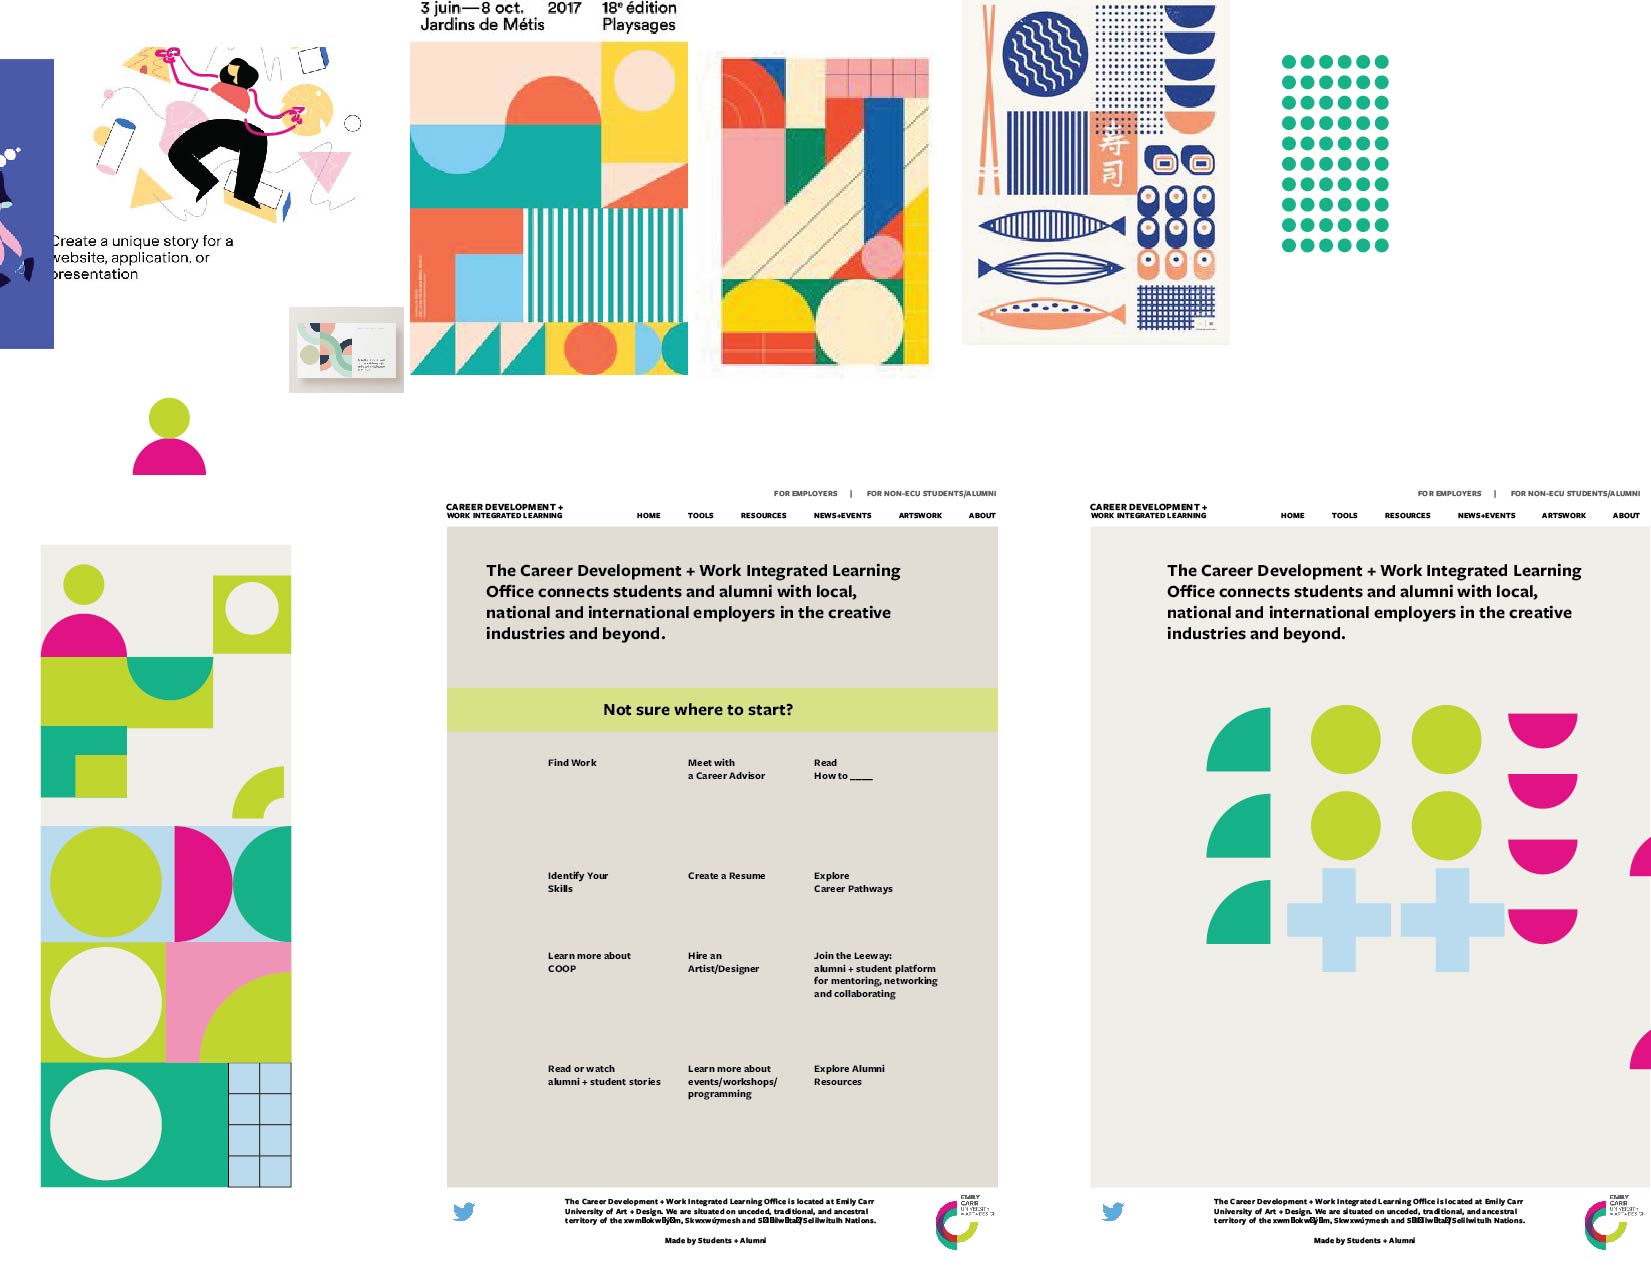 3 juin—8 oct. 2017 18e édition
Jardins de Métis Playsages
寿
司
Create a unique story for a
website, application, or
presentation
FOR EMPLOYERS | FOR NON-ECU STUDENTS/ALUMNI
CAREER DEVELOPMENT +
WORK INTEGRATED LEARNING
HOME TOOLS RESOURCES NEWS+EVENTS ARTSWORK ABOUT
The Career Development + Work Integrated Learning
Office connects students and alumni with local,
national and international employers in the creative
industries and beyond.
Not sure where to start?
Find Work
Meet with
a Career Advisor
Read
How to ____
Identify Your
Skills
Create a Resume
Explore
Career Pathways
Learn more about
COOP
Hire an
Artist/Designer
Join the Leeway:
alumni + student platform
for mentoring, networking
and collaborating
Read or watch
alumni + student stories
Learn more about
events/workshops/
programming
Explore Alumni
Resources
The Career Development + Work Integrated Learning Office is located at Emily Carr
University of Art + Design. We are situated on unceded, traditional, and ancestral
territory of the Skwxwú7mesh and Nations.
Made by Students + Alumni
EMILY
CARR
UNIVERSITY
of ART+DESIGN
FOR EMPLOYERS | FOR NON-ECU STUDENTS/ALUMNI
CAREER DEVELOPMENT +
WORK INTEGRATED LEARNING
HOME TOOLS RESOURCES NEWS+EVENTS ARTSWORK ABOUT
The Career Development + Work Integrated Learning
Office connects students and alumni with local,
national and international employers in the creative
industries and beyond.
The Career Development + Work Integrated Learning Office is located at Emily Carr
University of Art + Design. We are situated on unceded, traditional, and ancestral
territory of the Skwxwú7mesh and Nations.
Made by Students + Alumni
EMILY
CARR
UNIVERSITY
of ART+DESIGN